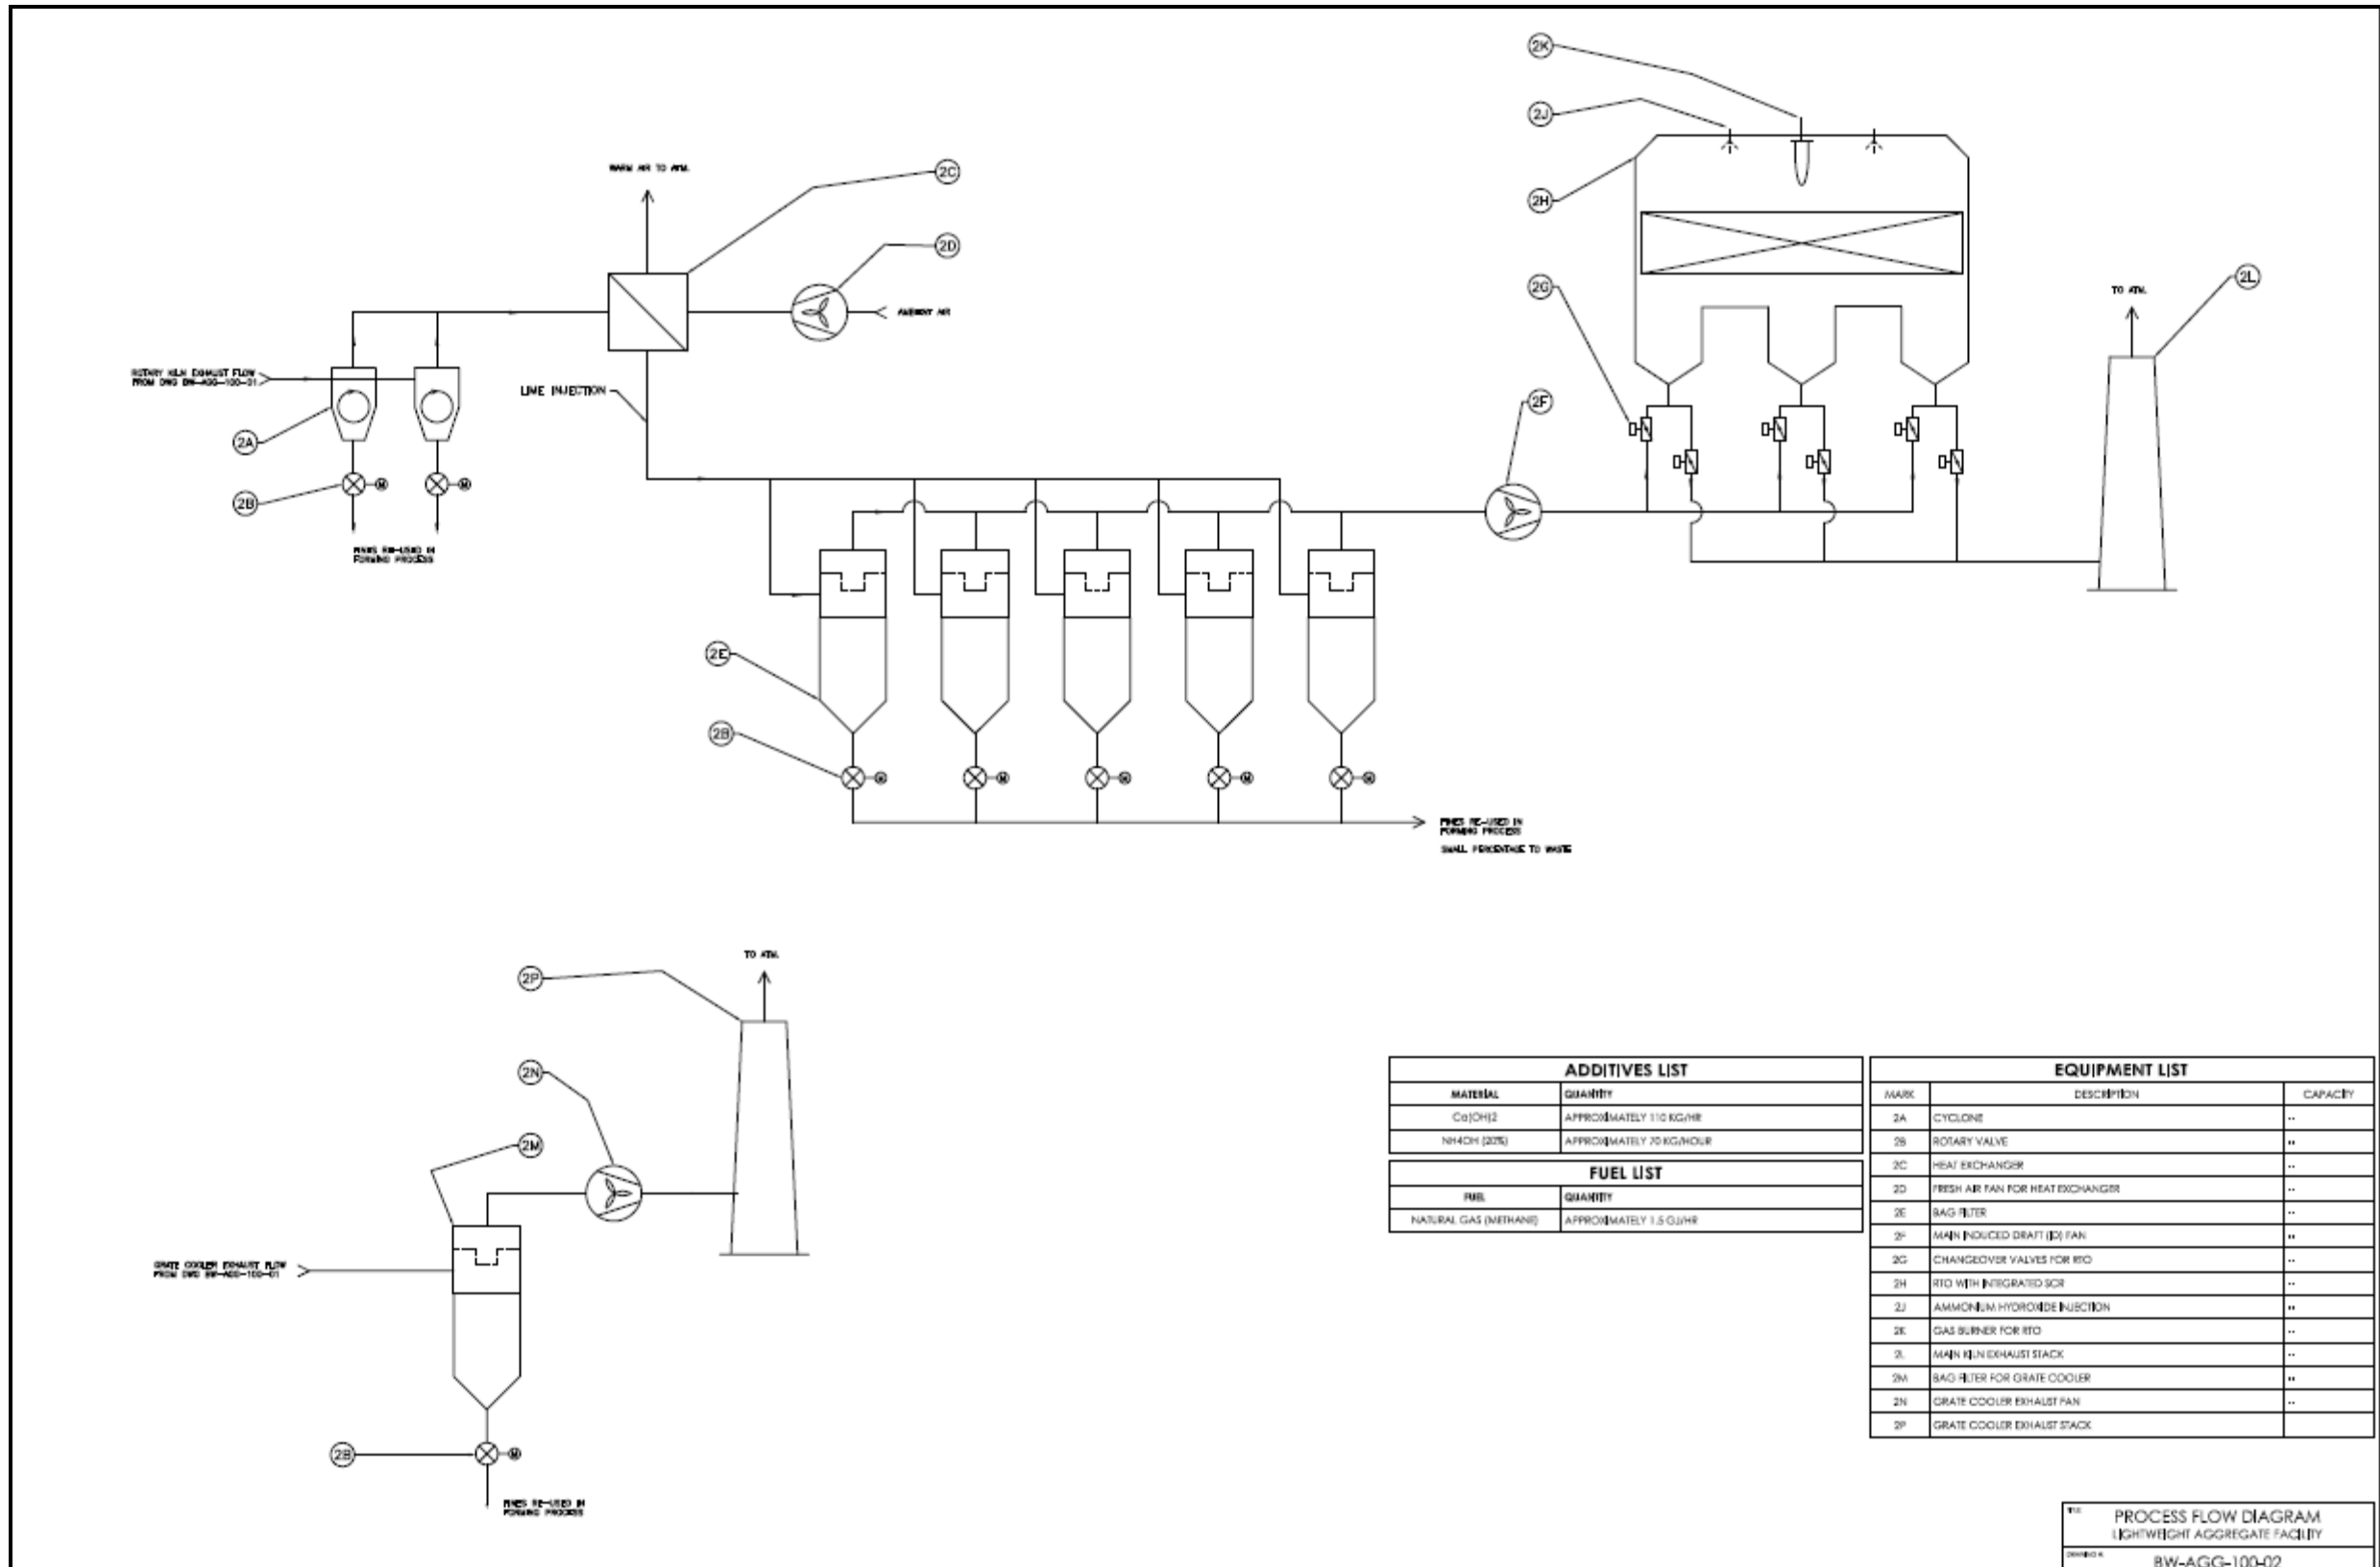 2K
2J
WARM AIR TO ATM.
2C
2H
2D
2G
TO ATM.
2L
AMBIENT AIR
ROTARY KILN EXHAUST FLOW
FROM DWG BW-AGG-100-01
LIME INJECTION
2F
2A
2B
M
M
FINES RE-USED IN
FORMING PROCESS
2E
2B
M
M
M
M
M
FINES RE-USED IN
FORMING PROCESS
SMALL PERCENTAGE TO WASTE
TO ATM.
2P
2N
2M
GRATE COOLER EXHAUST FLOW
FROM DWG BW-AGG-100-01
2B
M
FINES RE-USED IN
FORMING PROCESS
ADDITIVES LIST
MATERIAL QUANTITY
Ca(OH)2 APPROXIMATELY 110 KG/HR
NH4OH (20%) APPROXIMATELY 70 KG/HOUR
FUEL LIST
FUEL QUANTITY
NATURAL GAS (METHANE) APPROXIMATELY 1.5 GJ/HR
EQUIPMENT LIST
MARK DESCRIPTION CAPACITY
2A CYCLONE --
2B ROTARY VALVE --
2C HEAT EXCHANGER --
2D FRESH AIR FAN FOR HEAT EXCHANGER --
2E BAG FILTER --
2F MAIN INDUCED DRAFT (ID) FAN --
2G CHANGEOVER VALVES FOR RTO --
2H RTO WITH INTEGRATED SCR --
2J AMMONIUM HYDROXIDE INJECTION --
2K GAS BURNER FOR RTO --
2L MAIN KILN EXHAUST STACK --
2M BAG FILTER FOR GRATE COOLER --
2N GRATE COOLER EXHAUST FAN --
2P GRATE COOLER EXHAUST STACK
TITLE
PROCESS FLOW DIAGRAM
LIGHTWEIGHT AGGREGATE FACILITY
BW-AGG-100-02